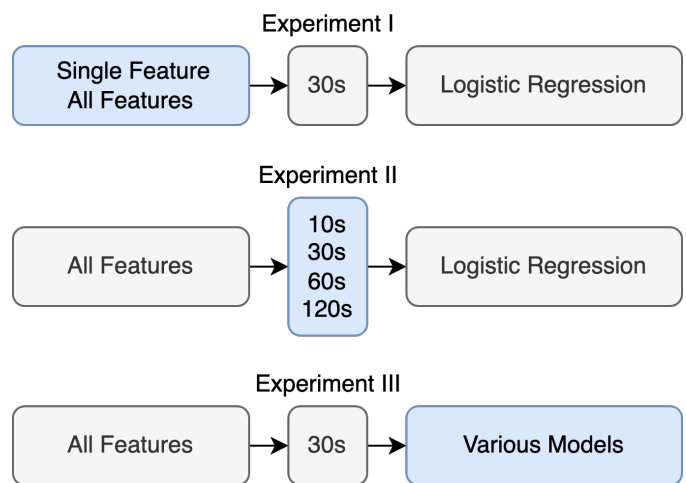 Experiment I
Single Feature
All Features
30s
Logistic Regression
Experiment II
All Features
10s
30s
60s
120s
Logistic Regression
Experiment III
All Features
30s
Various Models